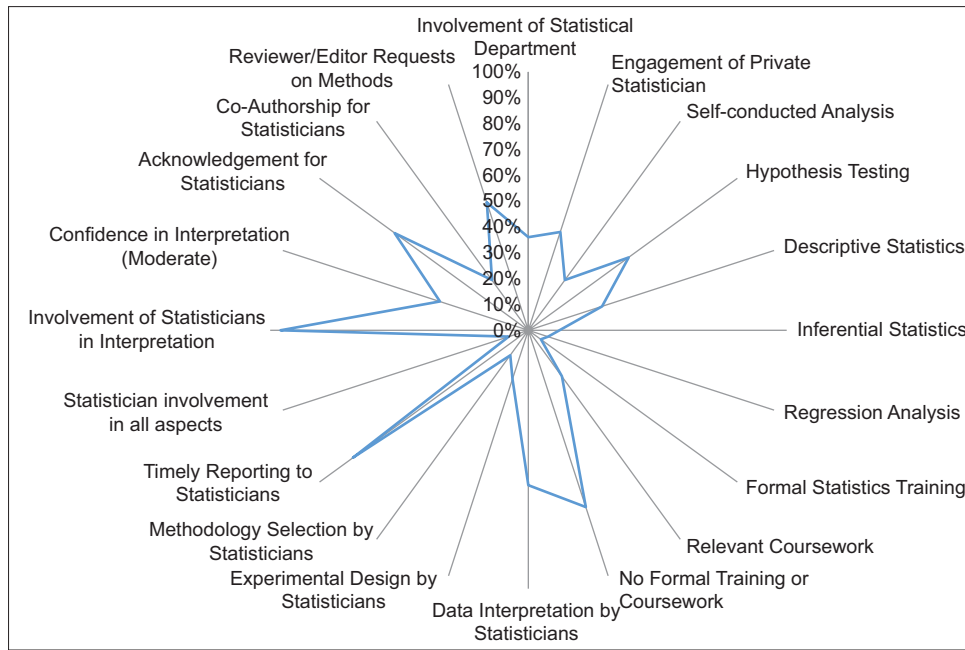 Involvement of Statistical
Department
Engagement of Private
Statistician
Self-conducted Analysis
Hypothesis Testing
Descriptive Statistics
Inferential Statistics
Regression Analysis
Formal Statistics Training
Relevant Coursework
No Formal Training or
Coursework
Data Interpretation by
Statisticians
Experimental Design by
Statisticians
Methodology Selection by
Statisticians
Timely Reporting to
Statisticians
Statistician involvement
in all aspects
Involvement of Statisticians
in Interpretation
Confidence in Interpretation
(Moderate)
Acknowledgement for
Statisticians
Co-Authorship for
Statisticians
Reviewer/Editor Requests
on Methods
100%
90%
80%
70%
60%
50%
40%
30%
20%
10%
0%